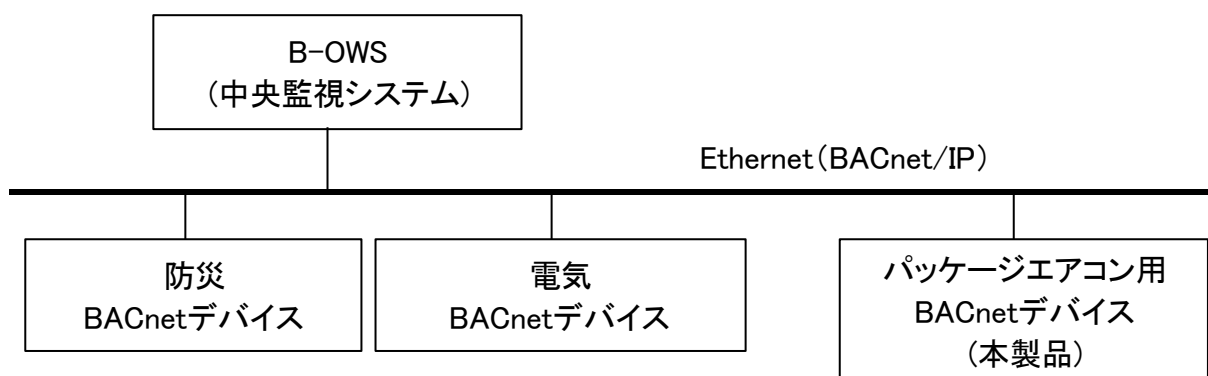 B-OWS
(中央監視システム)
Ethernet(BACnet/IP)
防災
BACnetデバイス
電気
BACnetデバイス
パッケージエアコン用
BACnetデバイス
(本製品)